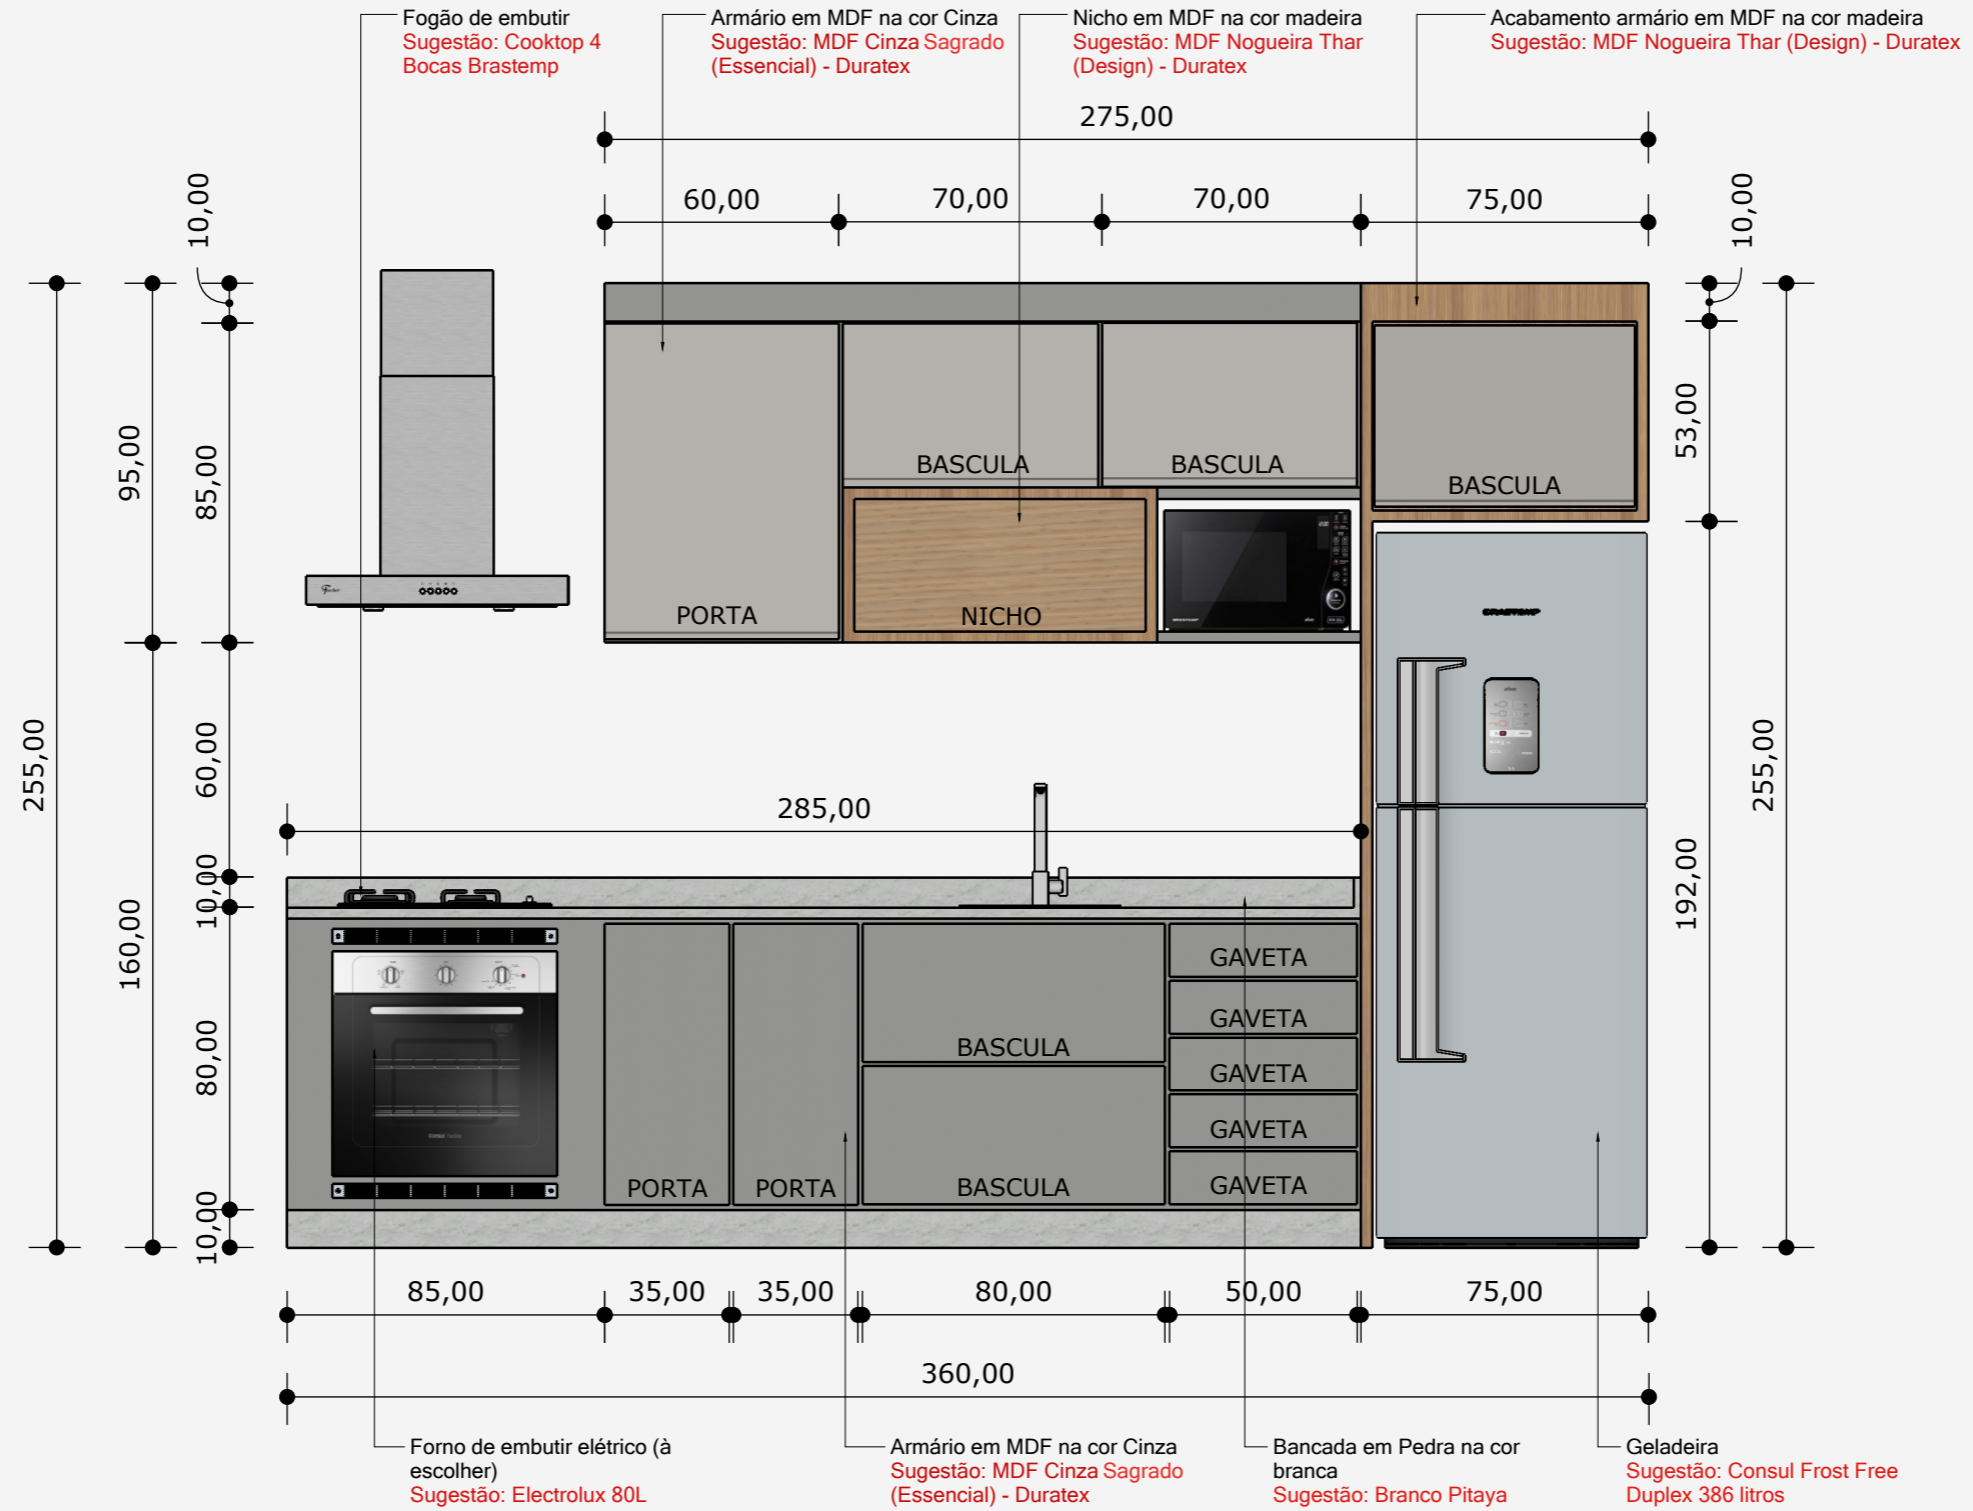 Fogão de embutir
Sugestão: Cooktop 4
Bocas Brastemp
Armário em MDF na cor Cinza
Sugestão: MDF Cinza Sagrado
(Essencial) - Duratex
Nicho em MDF na cor madeira
Sugestão: MDF Nogueira Thar
(Design) - Duratex
Acabamento armário em MDF na cor madeira
Sugestão: MDF Nogueira Thar (Design) - Duratex
275,00
60,00
70,00
70,00
75,00
10,00
10,00
95,00
85,00
53,00
BASCULA
BASCULA
BASCULA
PORTA
NICHO
BRASTEMP
255,00
160,00
60,00
10,00
80,00
10,00
285,00
192,00
255,00
GAVETA
GAVETA
GAVETA
GAVETA
GAVETA
BASCULA
BASCULA
PORTA
PORTA
Consul
85,00
35,00
35,00
80,00
50,00
75,00
360,00
Forno de embutir elétrico (à
escolher)
Sugestão: Electrolux 80L
Armário em MDF na cor Cinza
Sugestão: MDF Cinza Sagrado
(Essencial) - Duratex
Bancada em Pedra na cor
branca
Sugestão: Branco Pitaya
Geladeira
Sugestão: Consul Frost Free
Duplex 386 litros